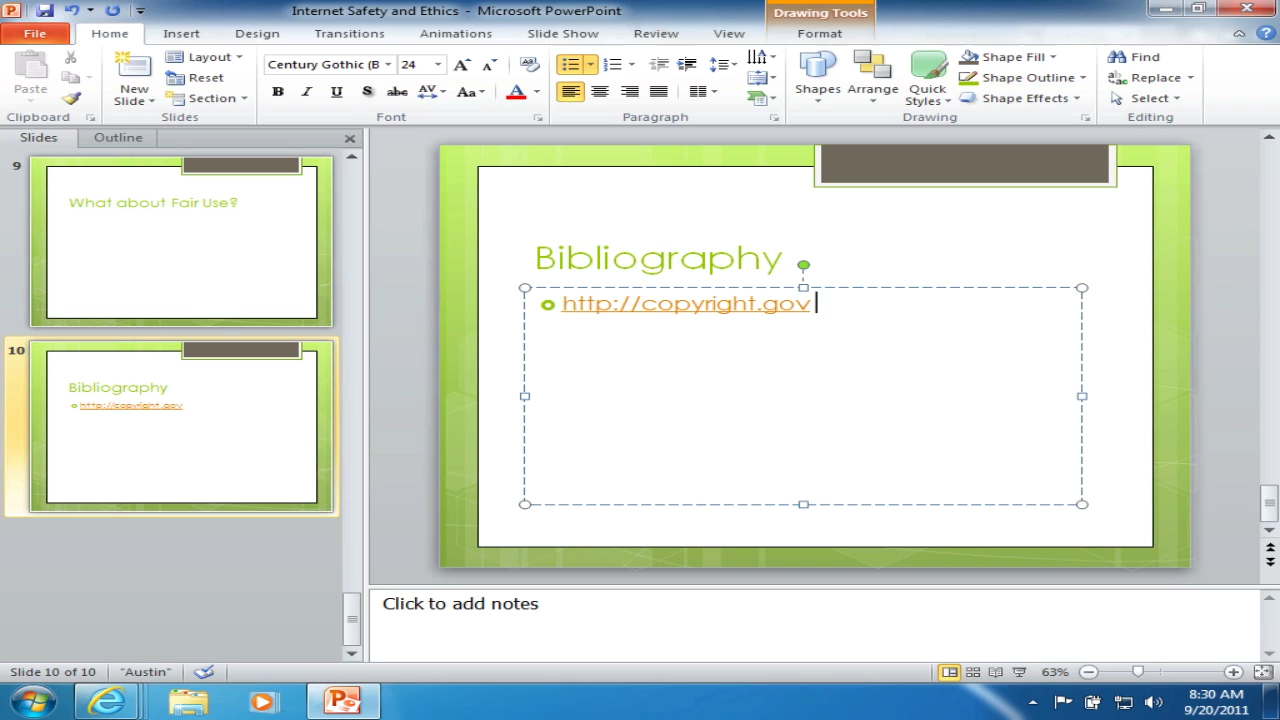 Internet Safety and Ethics - Microsoft PowerPoint
Drawing Tools
File Home Insert Design Transitions Animations Slide Show Review View Format
Paste
Clipboard
New Slide
Layout
Reset
Section
Slides
Century Gothic (B 24
B I U S abc AV Aa A
Font
Paragraph
Shapes
Arrange
Quick Styles
Shape Fill
Shape Outline
Shape Effects
Drawing
Find
Replace
Select
Editing
Slides Outline
9
What about Fair Use?
10
Bibliography
http://copyright.gov
Bibliography
http://copyright.gov
Click to add notes
Slide 10 of 10 "Austin" 63%
8:30 AM
9/20/2011